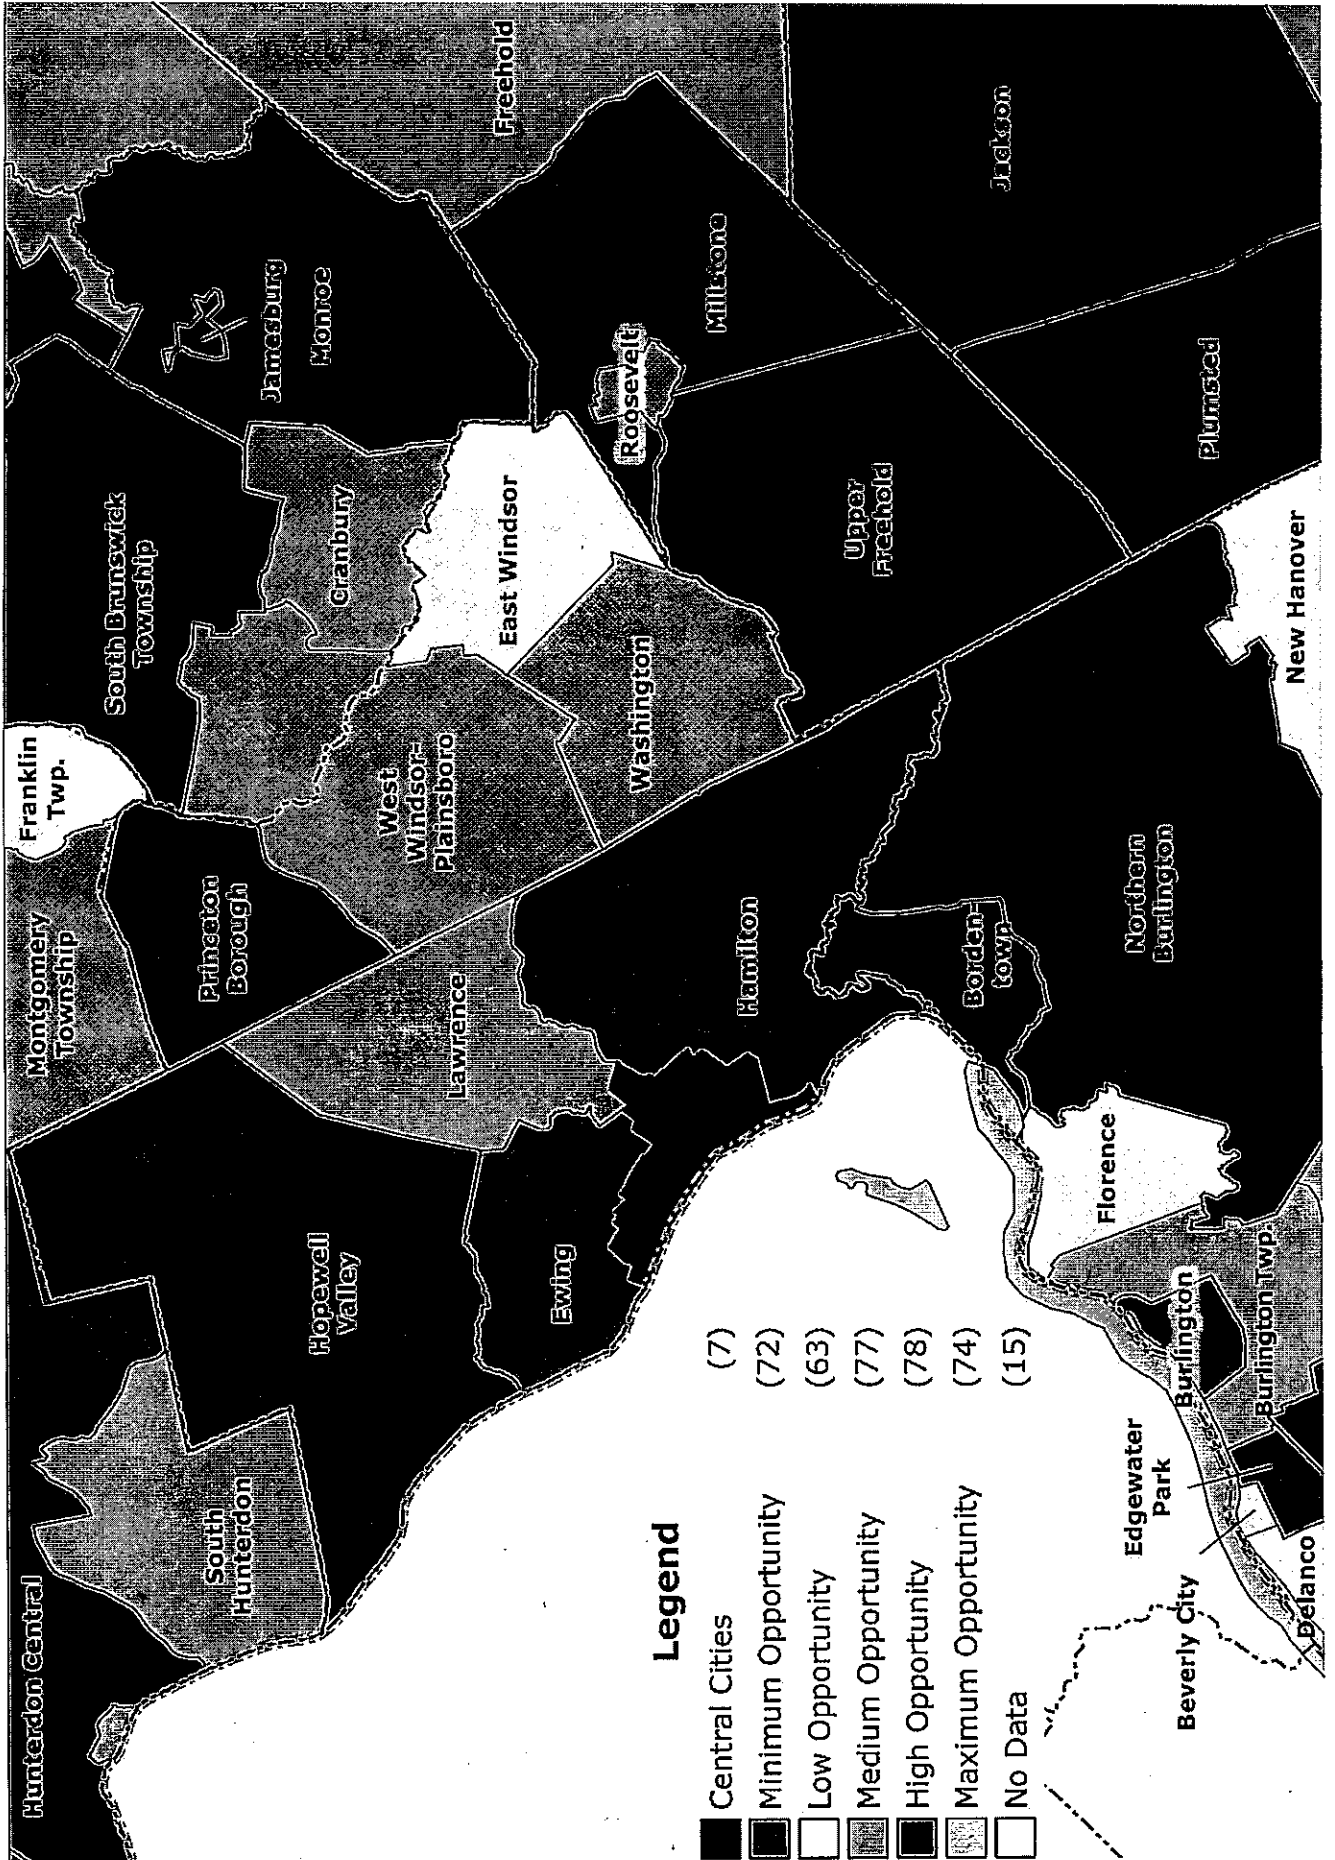 Hunterdon Central
South
Hunterdon
Hopewell
Valley
Ewing
Montgomery
Township
Franklin
Twp.
Princeton
Borough
Lawrence
South Brunswick
Township
Cranbury
West
Windsor-
Plainsboro
East Windsor
Washington
Jamesburg
Monroe
Freehold
Roosevelt
Millstone
Jackson
Upper
Freehold
Plumsted
New Hanover
Hamilton
Borden-
town
Northern
Burlington
Florence
Burlington
Burlington Twp.
Edgewater
Park
Beverly City
Delanco
Legend
Central Cities (7)
Minimum Opportunity (72)
Low Opportunity (63)
Medium Opportunity (77)
High Opportunity (78)
Maximum Opportunity (74)
No Data (15)